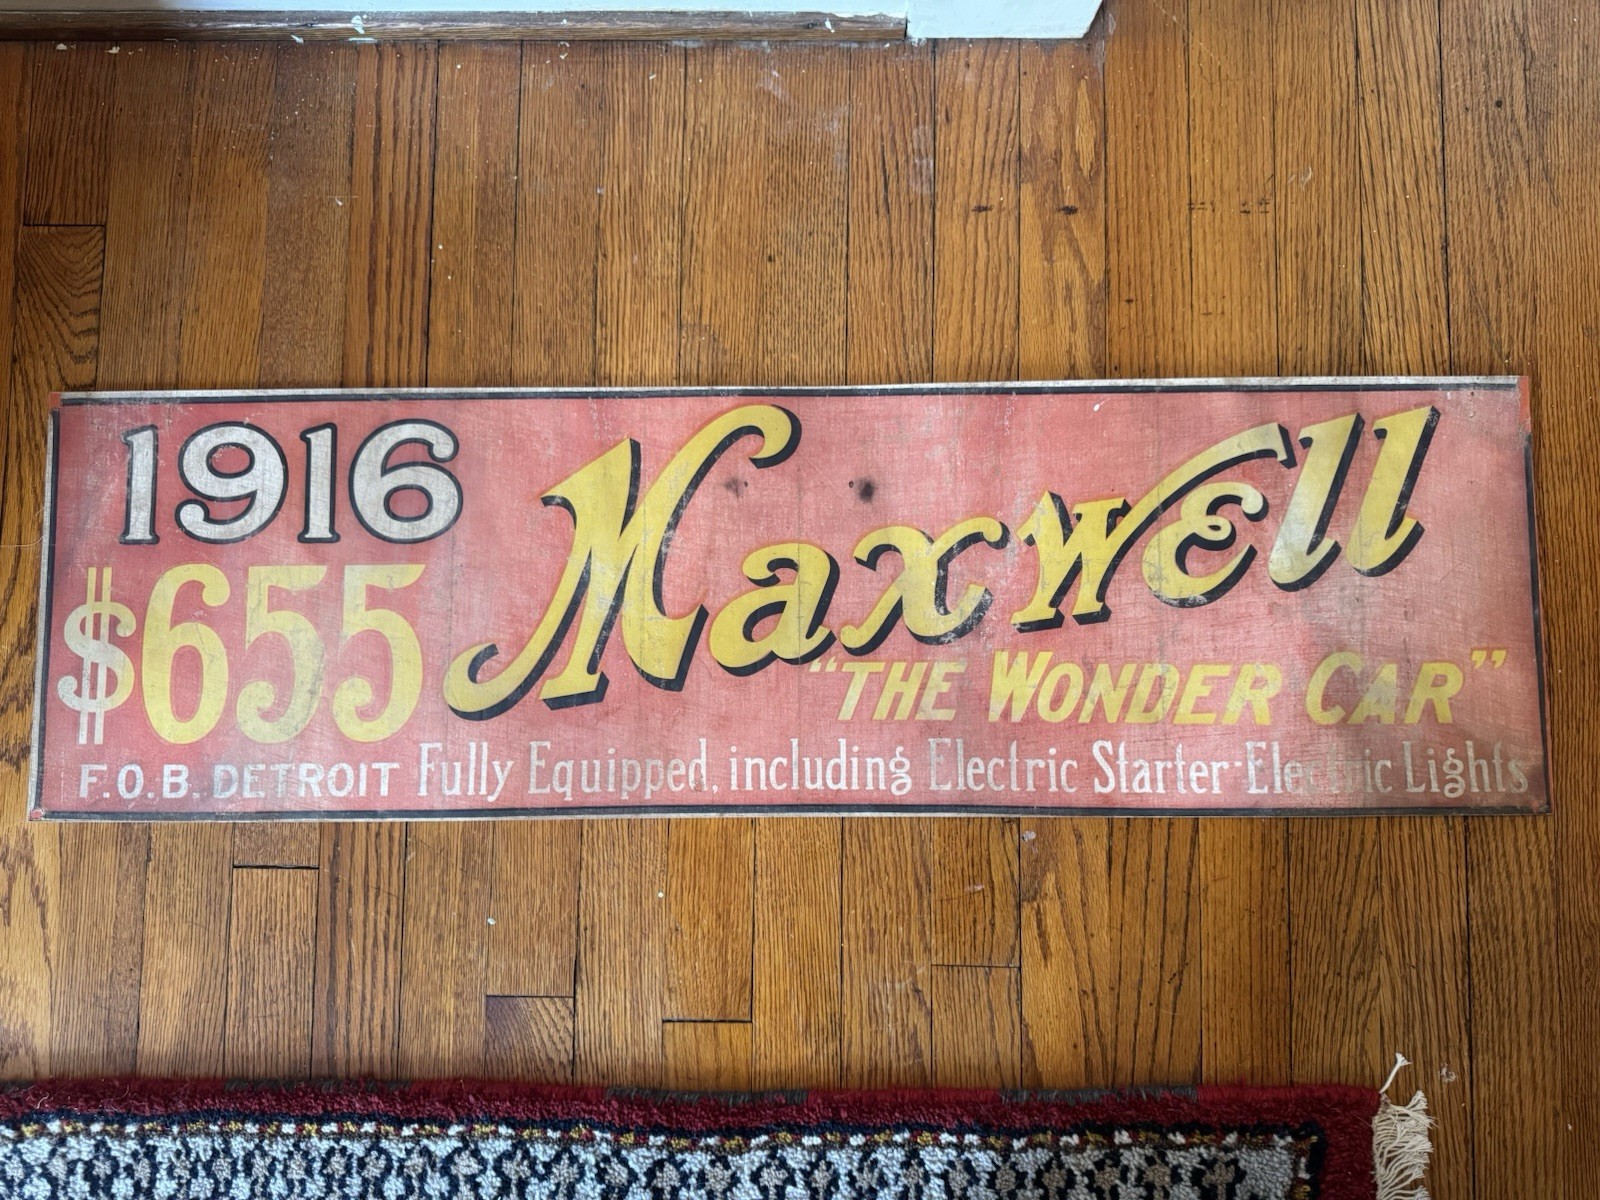 1916
$655
Maxwell
"THE WONDER CAR"
F.O.B. DETROIT Fully Equipped, including Electric Starter-Electric Lights